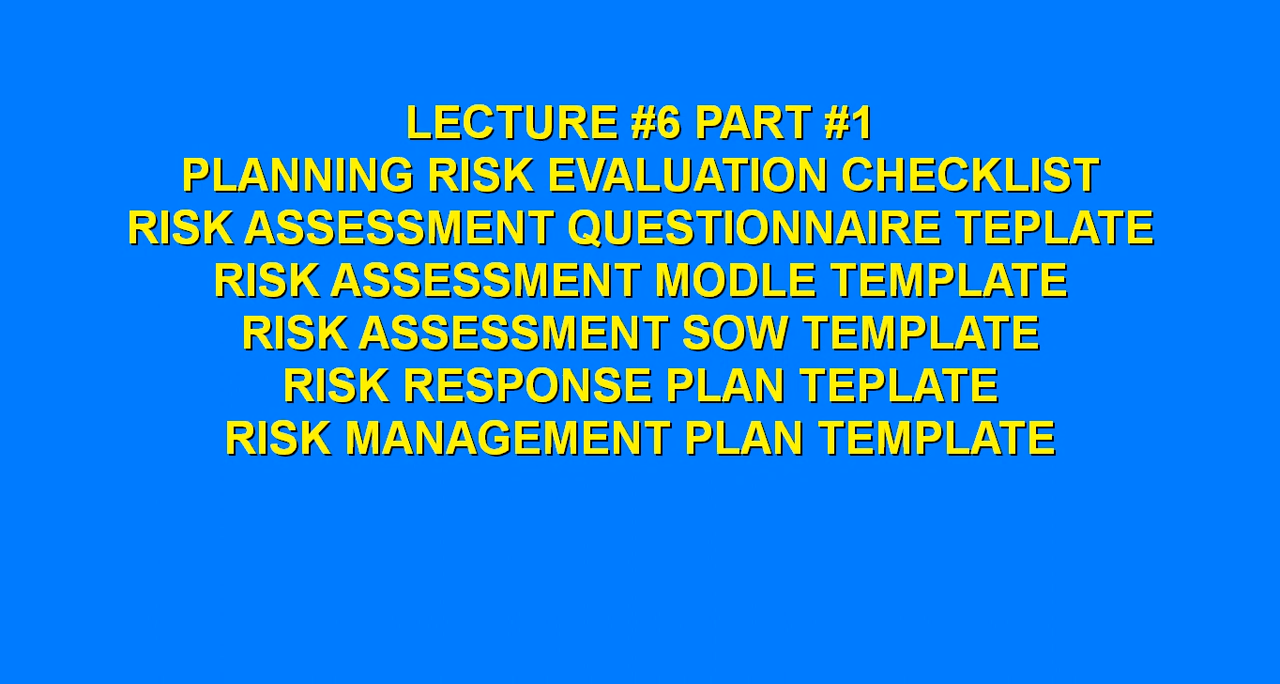 LECTURE #6 PART #1
PLANNING RISK EVALUATION CHECKLIST
RISK ASSESSMENT QUESTIONNAIRE TEPLATE
RISK ASSESSMENT MODLE TEMPLATE
RISK ASSESSMENT SOW TEMPLATE
RISK RESPONSE PLAN TEPLATE
RISK MANAGEMENT PLAN TEMPLATE